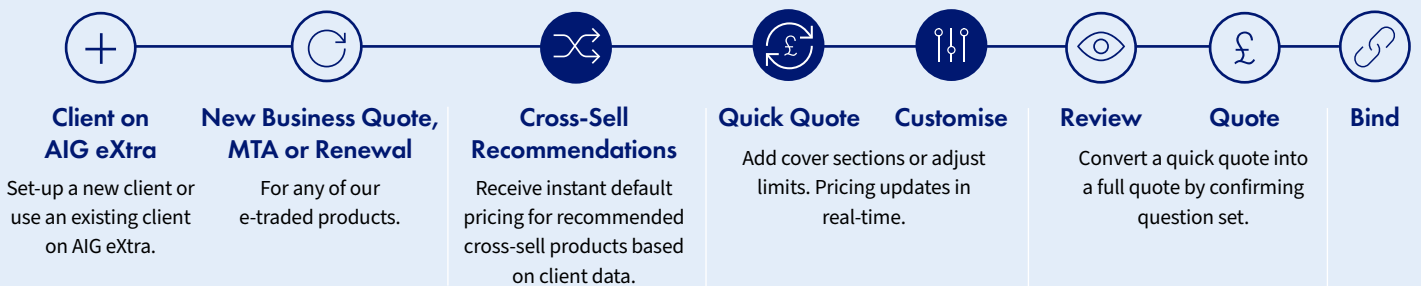 £
£
Client on
AIG eXtra
Set-up a new client or
use an existing client
on AIG eXtra.
New Business Quote,
MTA or Renewal
For any of our
e-traded products.
Cross-Sell
Recommendations
Receive instant default
pricing for recommended
cross-sell products based
on client data.
Quick Quote
Customise
Add cover sections or adjust
limits. Pricing updates in
real-time.
Review
Quote
Convert a quick quote into
a full quote by confirming
question set.
Bind